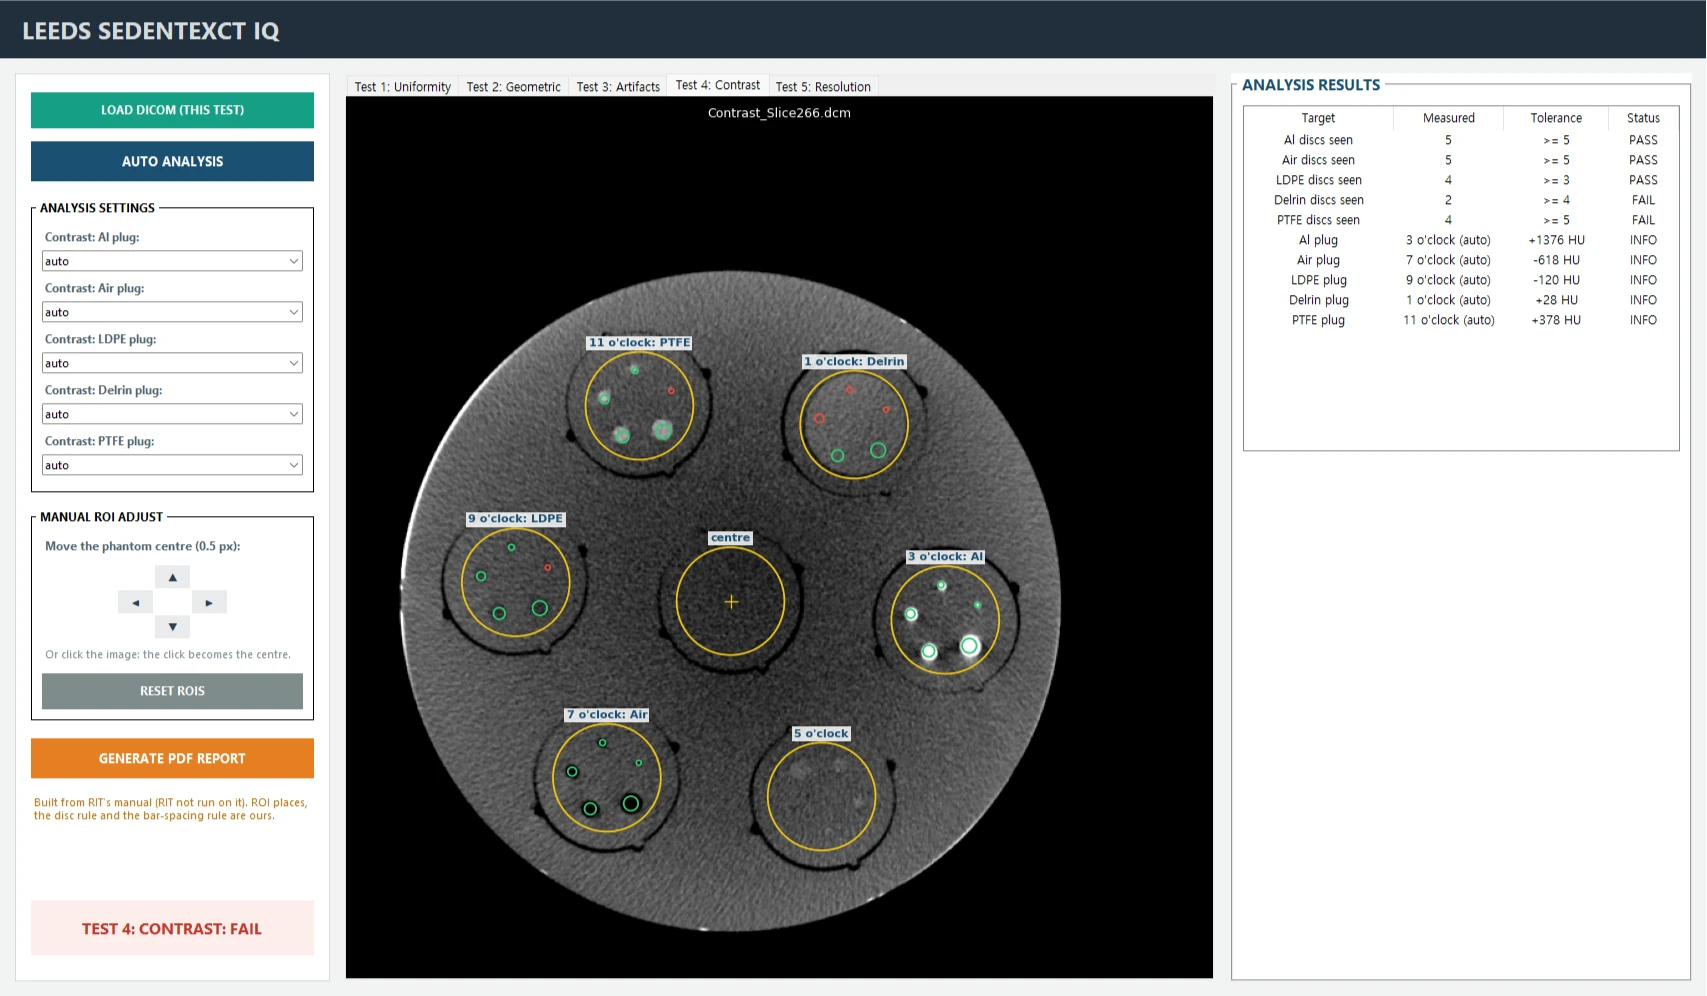 LEEDS SEDENTEXCT IQ
LOAD DICOM (THIS TEST)
AUTO ANALYSIS
ANALYSIS SETTINGS
Contrast: Al plug:
auto
Contrast: Air plug:
auto
Contrast: LDPE plug:
auto
Contrast: Delrin plug:
auto
Contrast: PTFE plug:
auto
MANUAL ROI ADJUST
Move the phantom centre (0.5 px):
Or click the image: the click becomes the centre.
RESET ROIS
GENERATE PDF REPORT
Built from RIT's manual (RIT not run on it). ROI places,
the disc rule and the bar-spacing rule are ours.
TEST 4: CONTRAST: FAIL
Test 1: Uniformity Test 2: Geometric Test 3: Artifacts Test 4: Contrast Test 5: Resolution
Contrast_Slice266.dcm
11 o'clock: PTFE
1 o'clock: Delrin
9 o'clock: LDPE
centre
3 o'clock: Al
7 o'clock: Air
5 o'clock
ANALYSIS RESULTS
Target Measured Tolerance Status
Al discs seen 5 >= 5 PASS
Air discs seen 5 >= 5 PASS
LDPE discs seen 4 >= 3 PASS
Delrin discs seen 2 >= 4 FAIL
PTFE discs seen 4 >= 5 FAIL
Al plug 3 o'clock (auto) +1376 HU INFO
Air plug 7 o'clock (auto) -618 HU INFO
LDPE plug 9 o'clock (auto) -120 HU INFO
Delrin plug 1 o'clock (auto) +28 HU INFO
PTFE plug 11 o'clock (auto) +378 HU INFO